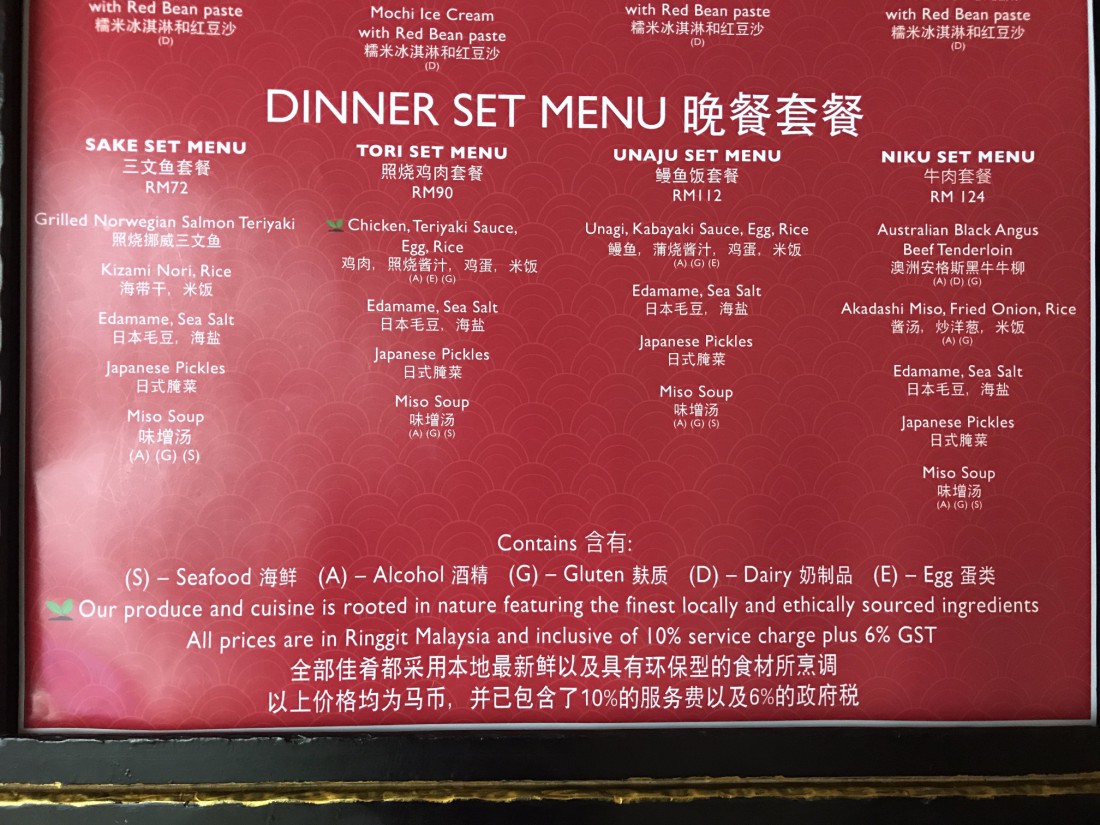 with Red Bean paste
糯米冰淇淋和红豆沙
(D)
Mochi Ice Cream
with Red Bean paste
糯米冰淇淋和红豆沙
(D)
with Red Bean paste
糯米冰淇淋和红豆沙
(D)
with Red Bean paste
糯米冰淇淋和红豆沙
(D)
DINNER SET MENU 晚餐套餐
SAKE SET MENU
三文鱼套餐
RM72
Grilled Norwegian Salmon Teriyaki
照烧挪威三文鱼
Kizami Nori, Rice
海带干，米饭
Edamame, Sea Salt
日本毛豆，海盐
Japanese Pickles
日式腌菜
Miso Soup
味增汤
(A) (G) (S)
TORI SET MENU
照烧鸡肉套餐
RM90
Chicken, Teriyaki Sauce,
Egg, Rice
鸡肉，照烧酱汁，鸡蛋，米饭
(A) (E) (G)
Edamame, Sea Salt
日本毛豆，海盐
Japanese Pickles
日式腌菜
Miso Soup
味增汤
(A) (G) (S)
UNAJU SET MENU
鳗鱼饭套餐
RM112
Unagi, Kabayaki Sauce, Egg, Rice
鳗鱼，蒲烧酱汁，鸡蛋，米饭
(A) (G) (E)
Edamame, Sea Salt
日本毛豆，海盐
Japanese Pickles
日式腌菜
Miso Soup
味增汤
(A) (G) (S)
NIKU SET MENU
牛肉套餐
RM 124
Australian Black Angus
Beef Tenderloin
澳洲安格斯黑牛牛柳
(A) (D) (G)
Akadashi Miso, Fried Onion, Rice
酱汤，炒洋葱，米饭
(A) (G)
Edamame, Sea Salt
日本毛豆，海盐
Japanese Pickles
日式腌菜
Miso Soup
味增汤
(A) (G) (S)
Contains 含有:
(S) – Seafood 海鲜 (A) – Alcohol 酒精 (G) – Gluten 麸质 (D) – Dairy 奶制品 (E) – Egg 蛋类
Our produce and cuisine is rooted in nature featuring the finest locally and ethically sourced ingredients
All prices are in Ringgit Malaysia and inclusive of 10% service charge plus 6% GST
全部佳肴都采用本地最新鲜以及具有环保型的食材所烹调
以上价格均为马币，并已包含了10%的服务费以及6%的政府税